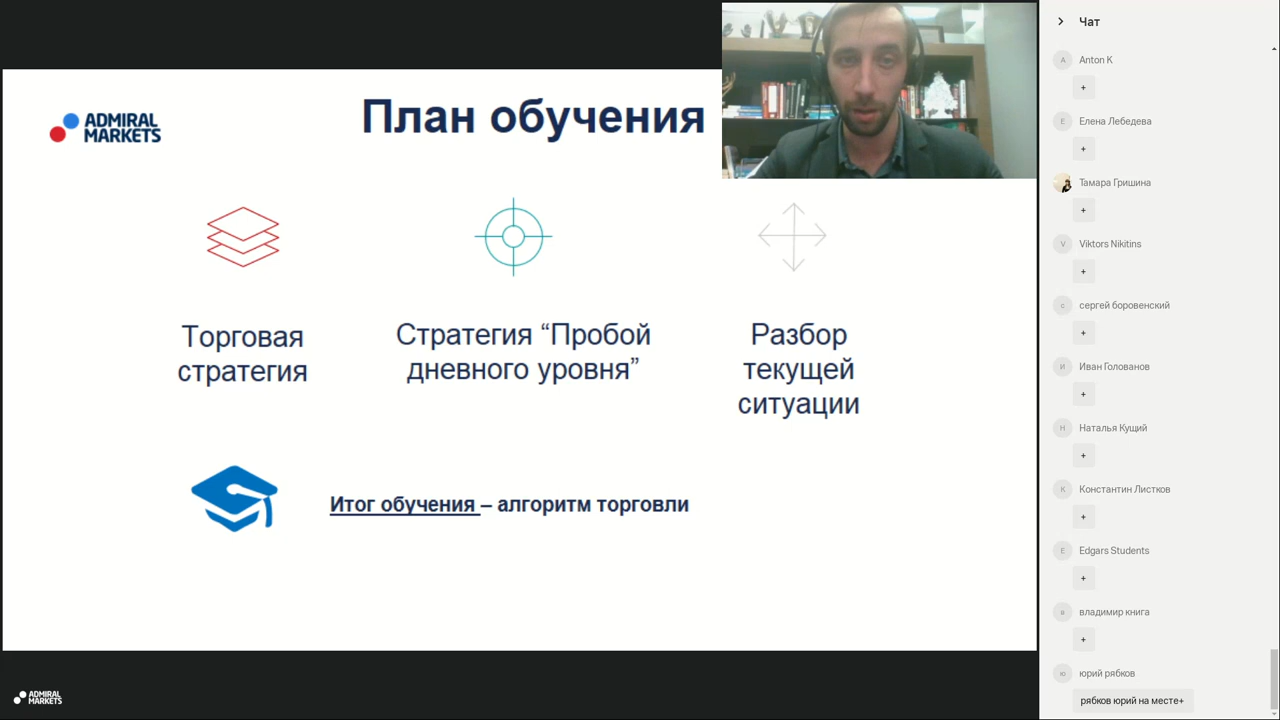 ADMIRAL
MARKETS
План обучения
Торговая
стратегия
Стратегия “Пробой
дневного уровня”
Разбор
текущей
ситуации
Итог обучения – алгоритм торговли
ADMIRAL
MARKETS
Чат
A
Anton K
+
Е
Елена Лебедева
+
Тамара Гришина
+
V
Viktors Nikitins
+
с
сергей боровенский
+
И
Иван Голованов
+
Н
Наталья Кущий
+
К
Константин Листков
+
E
Edgars Students
+
в
владимир книга
+
ю
юрий рябков
рябков юрий на месте+